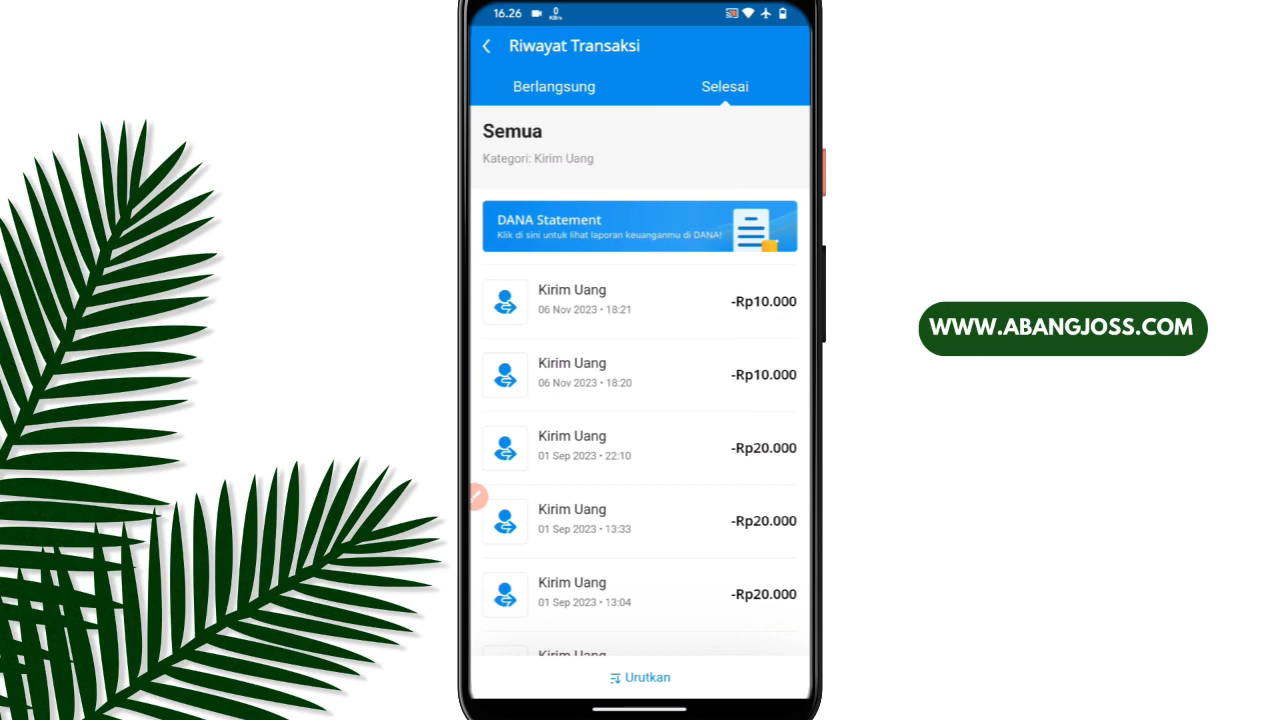 16.26
0
KB/s
Riwayat Transaksi
Berlangsung
Selesai
Semua
Kategori: Kirim Uang
DANA Statement
Klik di sini untuk lihat laporan keuanganmu di DANA!
Kirim Uang
06 Nov 2023 • 18:21
-Rp10.000
Kirim Uang
06 Nov 2023 • 18:20
-Rp10.000
Kirim Uang
01 Sep 2023 • 22:10
-Rp20.000
Kirim Uang
01 Sep 2023 • 13:33
-Rp20.000
Kirim Uang
01 Sep 2023 • 13:04
-Rp20.000
Kirim Uang
Urutkan
WWW.ABANGJOSS.COM